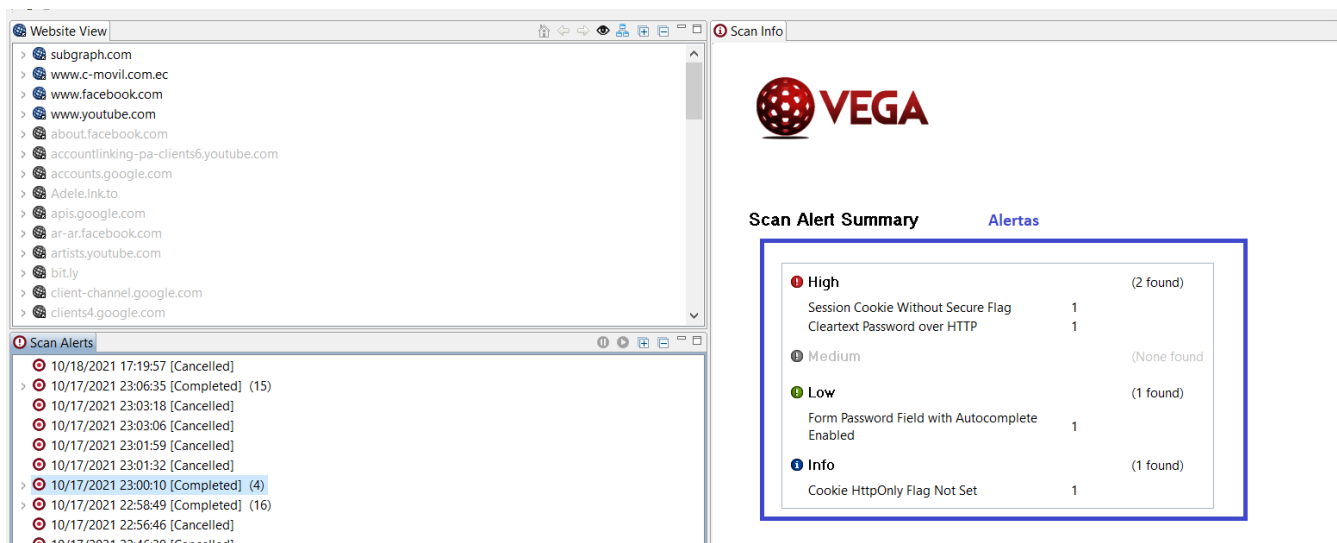 Website View
subgraph.com
www.c-movil.com.ec
www.facebook.com
www.youtube.com
about.facebook.com
accountlinking-pa-clients6.youtube.com
accounts.google.com
Adele.lnk.to
apis.google.com
ar-ar.facebook.com
artists.youtube.com
bit.ly
client-channel.google.com
clients4.google.com
Scan Alerts
10/18/2021 17:19:57 [Cancelled]
10/17/2021 23:06:35 [Completed] (15)
10/17/2021 23:03:18 [Cancelled]
10/17/2021 23:03:06 [Cancelled]
10/17/2021 23:01:59 [Cancelled]
10/17/2021 23:01:32 [Cancelled]
10/17/2021 23:00:10 [Completed] (4)
10/17/2021 22:58:49 [Completed] (16)
10/17/2021 22:56:46 [Cancelled]
Scan Info
VEGA
Scan Alert Summary Alertas
High (2 found)
Session Cookie Without Secure Flag 1
Cleartext Password over HTTP 1
Medium (None found
Low (1 found)
Form Password Field with Autocomplete
Enabled 1
Info (1 found)
Cookie HttpOnly Flag Not Set 1